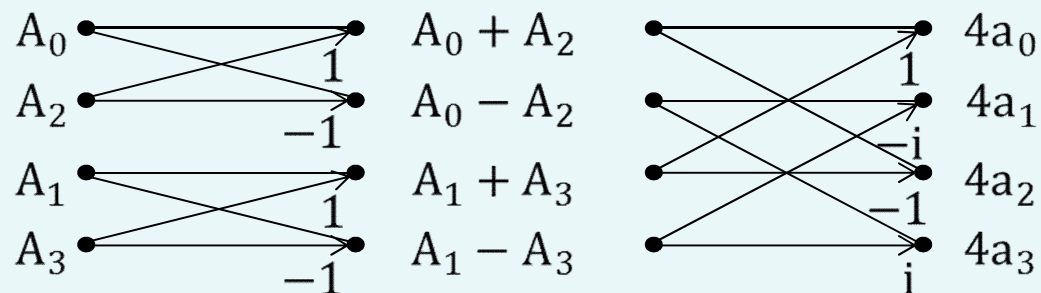 A₀ 1 A₀ + A₂ 1 4a₀
A₂ −1 A₀ − A₂ −i 4a₁
A₁ 1 A₁ + A₃ −1 4a₂
A₃ −1 A₁ − A₃ i 4a₃